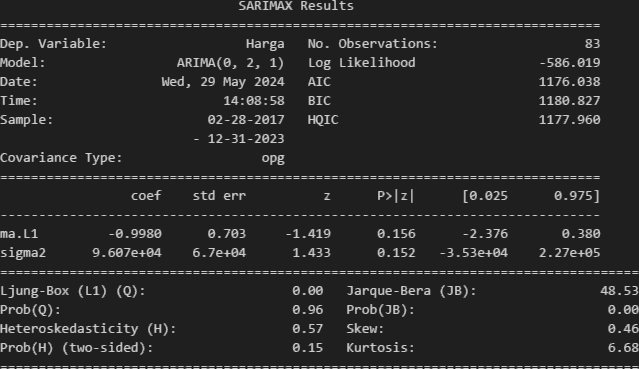 SARIMAX Results
==============================================================================
Dep. Variable:                  Harga   No. Observations:                   83
Model:                 ARIMA(0, 2, 1)   Log Likelihood                -586.019
Date:                Wed, 29 May 2024   AIC                           1176.038
Time:                        14:08:58   BIC                           1180.827
Sample:                    02-28-2017   HQIC                          1177.960
- 12-31-2023
Covariance Type:                  opg
==============================================================================
coef    std err          z      P>|z|      [0.025      0.975]
------------------------------------------------------------------------------
ma.L1         -0.9980      0.703     -1.419      0.156      -2.376       0.380
sigma2      9.607e+04    6.7e+04      1.433      0.152   -3.53e+04    2.27e+05
===================================================================================
Ljung-Box (L1) (Q):                   0.00   Jarque-Bera (JB):                48.53
Prob(Q):                              0.96   Prob(JB):                         0.00
Heteroskedasticity (H):               0.57   Skew:                             0.46
Prob(H) (two-sided):                  0.15   Kurtosis:                         6.68
===================================================================================